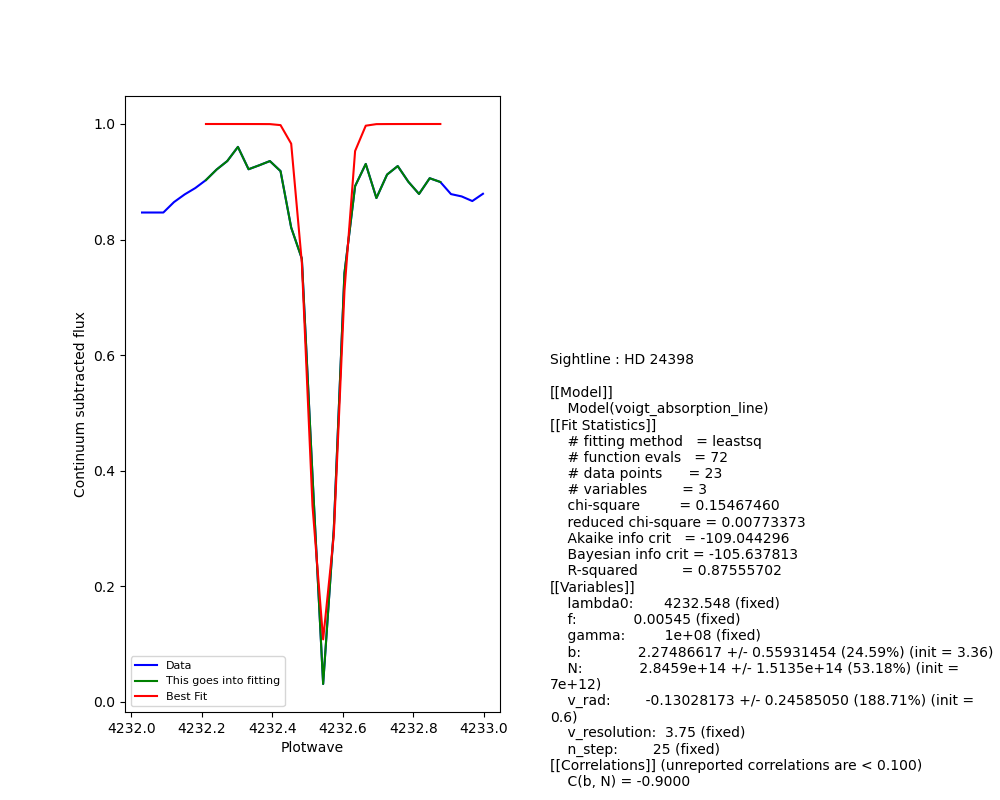 1.0
0.8
0.6
0.4
0.2
0.0
Continuum subtracted flux
Data
This goes into fitting
Best Fit
4232.0 4232.2 4232.4 4232.6 4232.8 4233.0
Plotwave
Sightline : HD 24398
[[Model]]
Model(voigt_absorption_line)
[[Fit Statistics]]
# fitting method = leastsq
# function evals = 72
# data points = 23
# variables = 3
chi-square = 0.15467460
reduced chi-square = 0.00773373
Akaike info crit = -109.044296
Bayesian info crit = -105.637813
R-squared = 0.87555702
[[Variables]]
lambda0: 4232.548 (fixed)
f: 0.00545 (fixed)
gamma: 1e+08 (fixed)
b: 2.27486617 +/- 0.55931454 (24.59%) (init = 3.36)
N: 2.8459e+14 +/- 1.5135e+14 (53.18%) (init =
7e+12)
v_rad: -0.13028173 +/- 0.24585050 (188.71%) (init =
0.6)
v_resolution: 3.75 (fixed)
n_step: 25 (fixed)
[[Correlations]] (unreported correlations are < 0.100)
C(b, N) = -0.9000